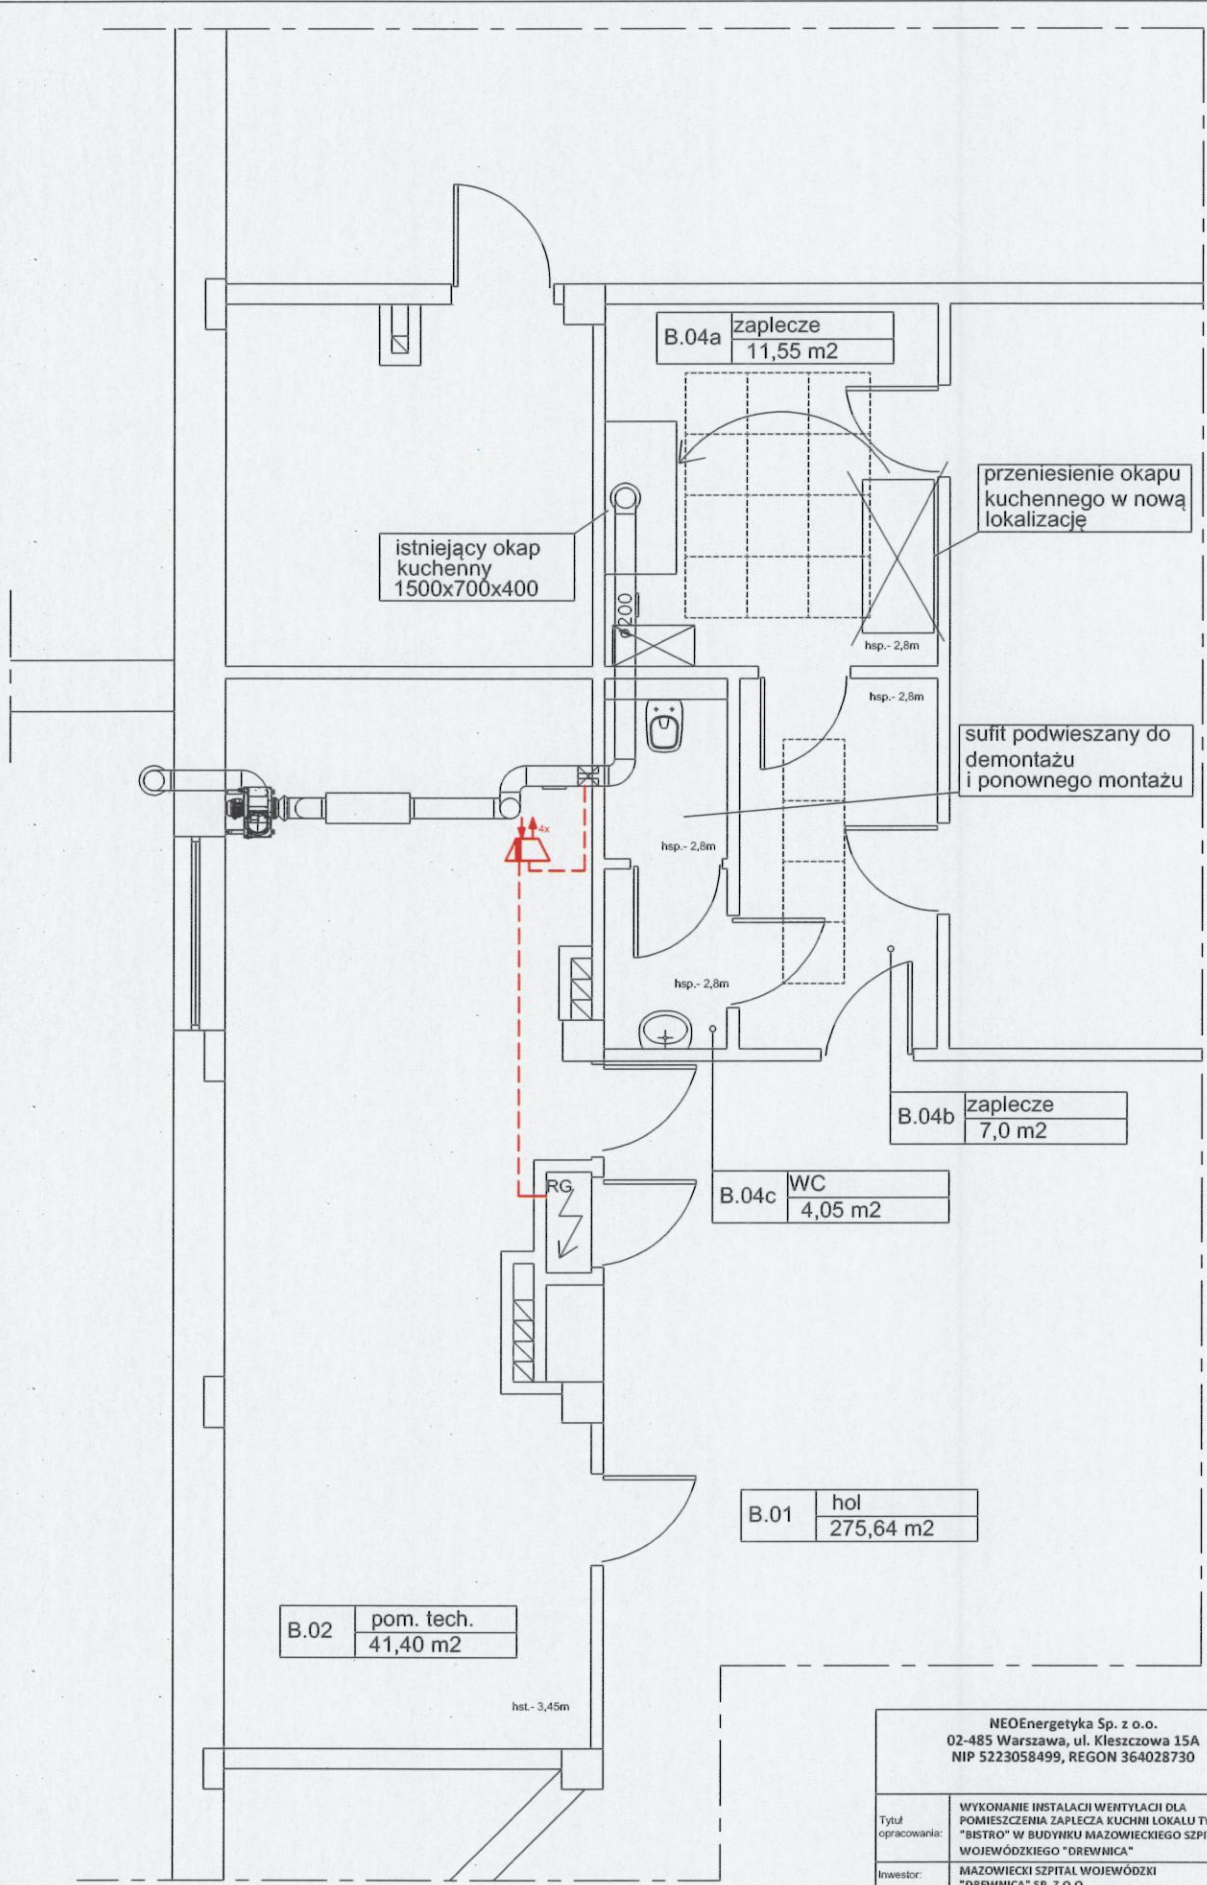 B.04a
zaplecze
11,55 m2
przeniesienie okapu
kuchennego w nową
lokalizację
istniejący okap
kuchenny
1500x700x400
200
hsp.- 2,8m
hsp.- 2,8m
sufit podwieszany do
demontażu
i ponownego montażu
4x
hsp.- 2,8m
hsp.- 2,8m
B.04b
zaplecze
7,0 m2
RG
B.04c
WC
4,05 m2
B.01
hol
275,64 m2
B.02
pom. tech.
41,40 m2
hst.- 3,45m
NEOEnergetyka Sp. z o.o.
02-485 Warszawa, ul. Kleszczowa 15A
NIP 5223058499, REGON 364028730
Tytuł
opracowania:
WYKONANIE INSTALACJI WENTYLACJI DLA
POMIESZCZENIA ZAPLECZA KUCHNI LOKALU
"BISTRO" W BUDYNKU MAZOWIECKIEGO
WOJEWÓDZKIEGO "DREWNICA"
Inwestor:
MAZOWIECKI SZPITAL WOJEWÓDZKI
"DREWNICA" SP. Z O.O.